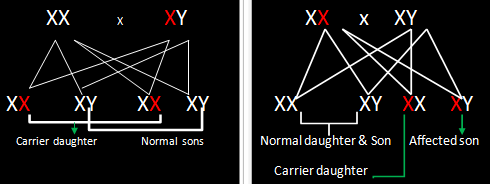 XX x XY
XX XY XX XY
Carrier daughter Normal sons
XX x XY
XX XY XX XY
Normal daughter & Son Affected son
Carrier daughter